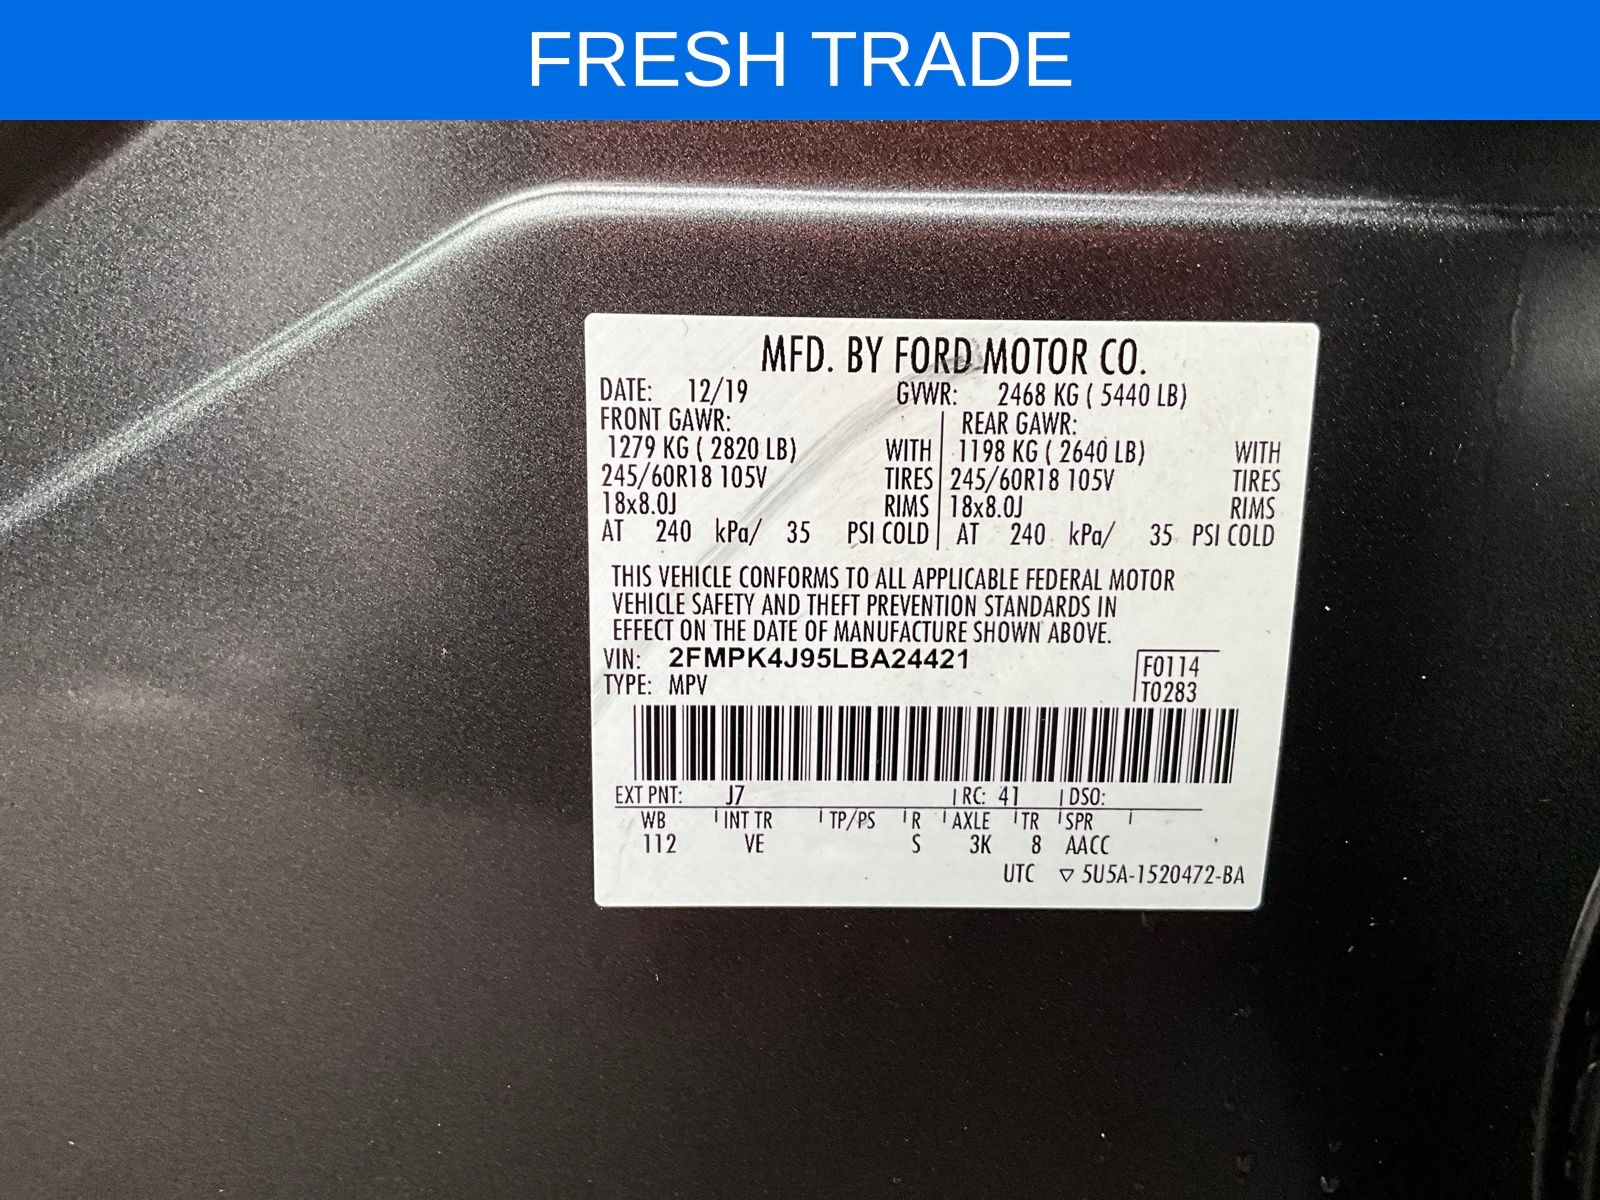 FRESH TRADE
MFD. BY FORD MOTOR CO.
DATE: 12/19 GVWR: 2468 KG ( 5440 LB)
FRONT GAWR: REAR GAWR:
1279 KG ( 2820 LB) WITH 1198 KG ( 2640 LB) WITH
245/60R18 105V TIRES 245/60R18 105V TIRES
18x8.0J RIMS 18x8.0J RIMS
AT 240 kPa/ 35 PSI COLD AT 240 kPa/ 35 PSI COLD
THIS VEHICLE CONFORMS TO ALL APPLICABLE FEDERAL MOTOR
VEHICLE SAFETY AND THEFT PREVENTION STANDARDS IN
EFFECT ON THE DATE OF MANUFACTURE SHOWN ABOVE.
VIN: 2FMPK4J95LBA24421 F0114
TYPE: MPV T0283
EXT PNT: J7 RC: 41 DSO:
WB INT TR TP/PS R AXLE TR SPR
112 VE S 3K 8 AACC
UTC ▽ 5U5A-1520472-BA